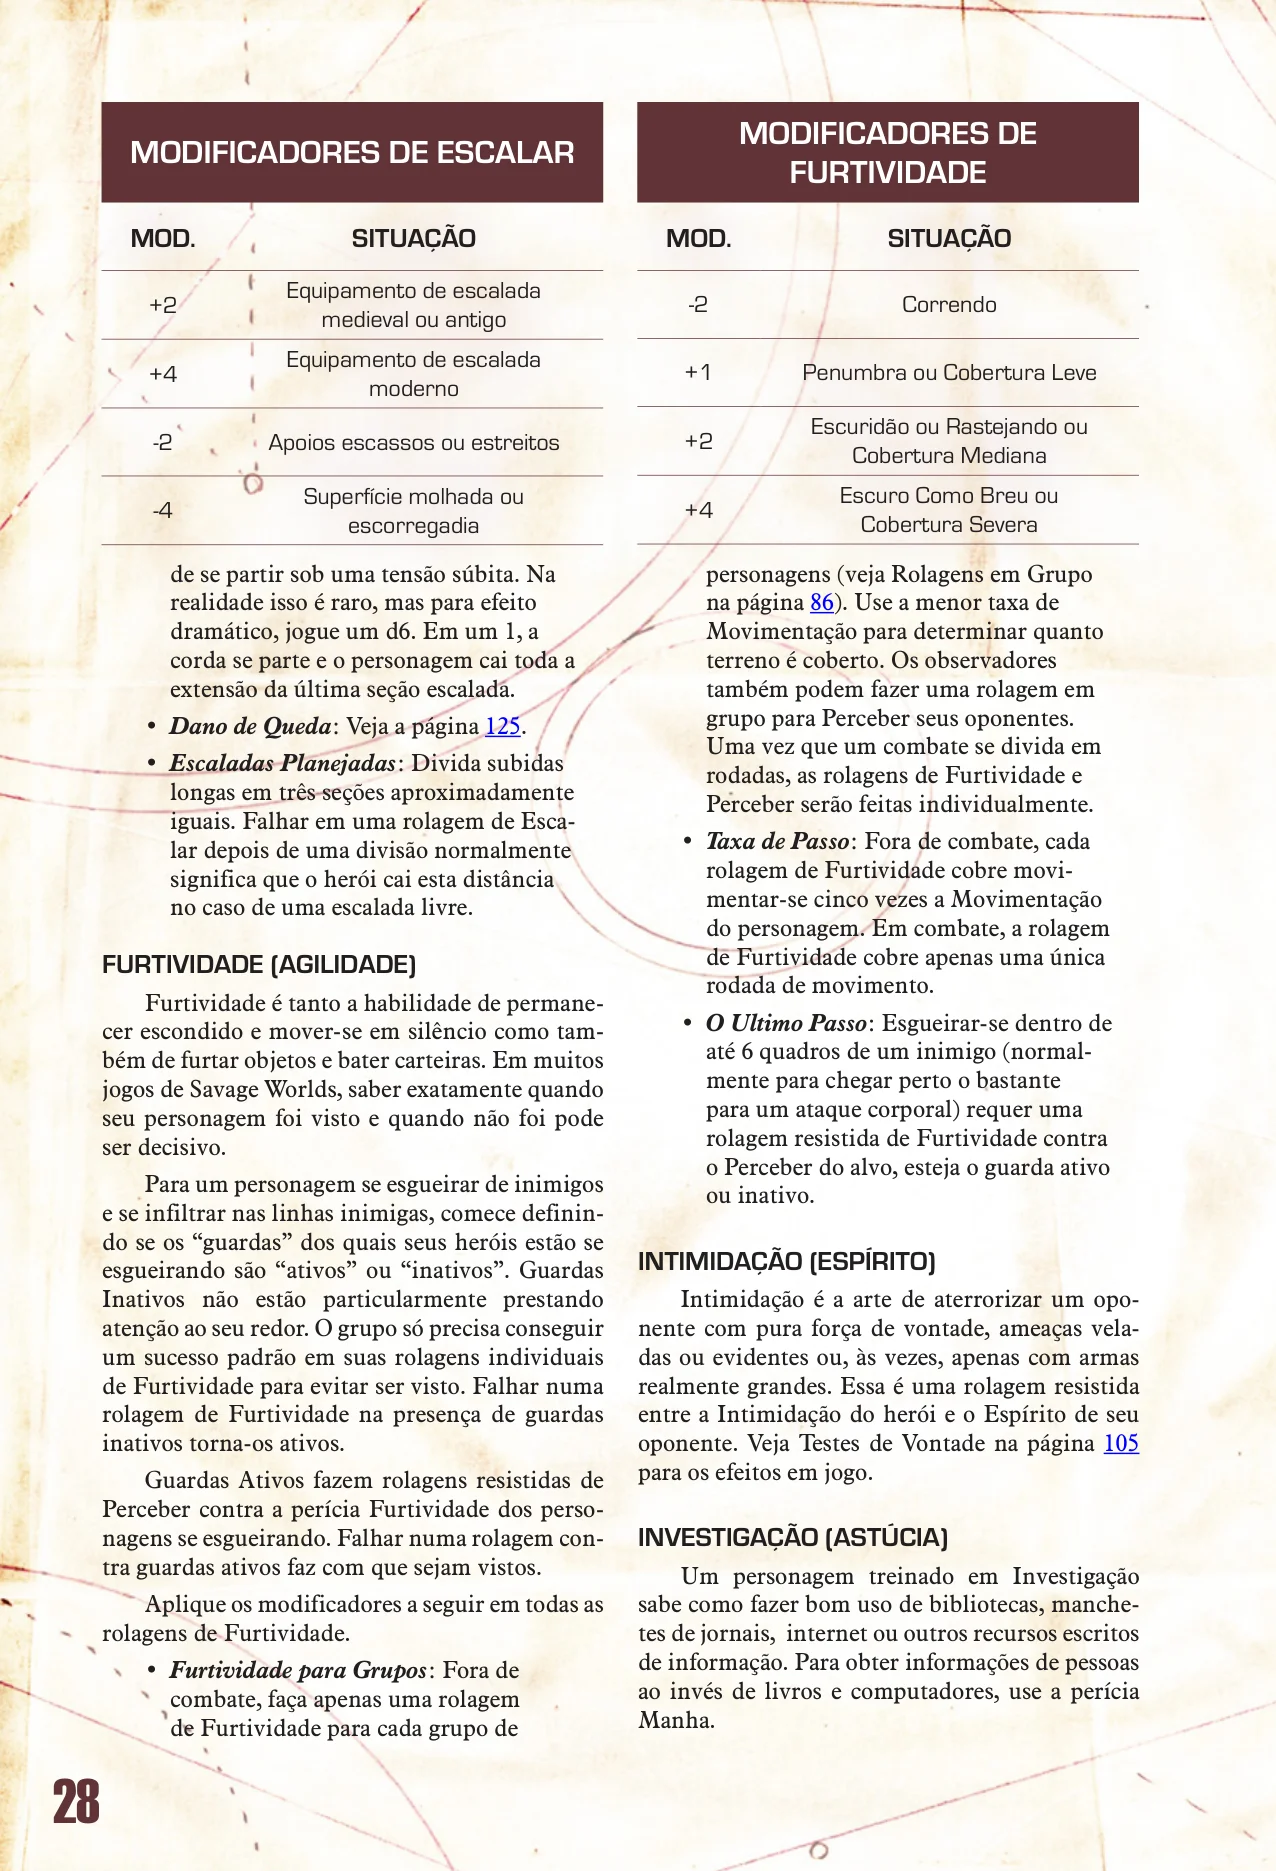 MODIFICADORES DE ESCALAR
MOD. SITUAÇÃO
+2 Equipamento de escalada
medieval ou antigo
+4 Equipamento de escalada
moderno
-2 Apoios escassos ou estreitos
-4 Superfície molhada ou
escorregadia
de se partir sob uma tensão súbita. Na
realidade isso é raro, mas para efeito
dramático, jogue um d6. Em um 1, a
corda se parte e o personagem cai toda a
extensão da última seção escalada.
• Dano de Queda: Veja a página 125.
• Escaladas Planejadas: Divida subidas
longas em três seções aproximadamente
iguais. Falhar em uma rolagem de Esca-
lar depois de uma divisão normalmente
significa que o herói cai esta distância
no caso de uma escalada livre.
FURTIVIDADE (AGILIDADE)
Furtividade é tanto a habilidade de permane-
cer escondido e mover-se em silêncio como tam-
bém de furtar objetos e bater carteiras. Em muitos
jogos de Savage Worlds, saber exatamente quando
seu personagem foi visto e quando não foi pode
ser decisivo.
Para um personagem se esgueirar de inimigos
e se infiltrar nas linhas inimigas, comece definin-
do se os “guardas” dos quais seus heróis estão se
esgueirando são “ativos” ou “inativos”. Guardas
Inativos não estão particularmente prestando
atenção ao seu redor. O grupo só precisa conseguir
um sucesso padrão em suas rolagens individuais
de Furtividade para evitar ser visto. Falhar numa
rolagem de Furtividade na presença de guardas
inativos torna-os ativos.
Guardas Ativos fazem rolagens resistidas de
Perceber contra a perícia Furtividade dos perso-
nagens se esgueirando. Falhar numa rolagem con-
tra guardas ativos faz com que sejam vistos.
Aplique os modificadores a seguir em todas as
rolagens de Furtividade.
• Furtividade para Grupos: Fora de
combate, faça apenas uma rolagem
de Furtividade para cada grupo de
MODIFICADORES DE
FURTIVIDADE
MOD. SITUAÇÃO
-2 Correndo
+1 Penumbra ou Cobertura Leve
+2 Escuridão ou Rastejando ou
Cobertura Mediana
+4 Escuro Como Breu ou
Cobertura Severa
personagens (veja Rolagens em Grupo
na página 86). Use a menor taxa de
Movimentação para determinar quanto
terreno é coberto. Os observadores
também podem fazer uma rolagem em
grupo para Perceber seus oponentes.
Uma vez que um combate se divida em
rodadas, as rolagens de Furtividade e
Perceber serão feitas individualmente.
• Taxa de Passo: Fora de combate, cada
rolagem de Furtividade cobre movi-
mentar-se cinco vezes a Movimentação
do personagem. Em combate, a rolagem
de Furtividade cobre apenas uma única
rodada de movimento.
• O Ultimo Passo: Esgueirar-se dentro de
até 6 quadros de um inimigo (normal-
mente para chegar perto o bastante
para um ataque corporal) requer uma
rolagem resistida de Furtividade contra
o Perceber do alvo, esteja o guarda ativo
ou inativo.
INTIMIDAÇÃO (ESPÍRITO)
Intimidação é a arte de aterrorizar um opo-
nente com pura força de vontade, ameaças vela-
das ou evidentes ou, às vezes, apenas com armas
realmente grandes. Essa é uma rolagem resistida
entre a Intimidação do herói e o Espírito de seu
oponente. Veja Testes de Vontade na página 105
para os efeitos em jogo.
INVESTIGAÇÃO (ASTÚCIA)
Um personagem treinado em Investigação
sabe como fazer bom uso de bibliotecas, manche-
tes de jornais, internet ou outros recursos escritos
de informação. Para obter informações de pessoas
ao invés de livros e computadores, use a perícia
Manha.
28